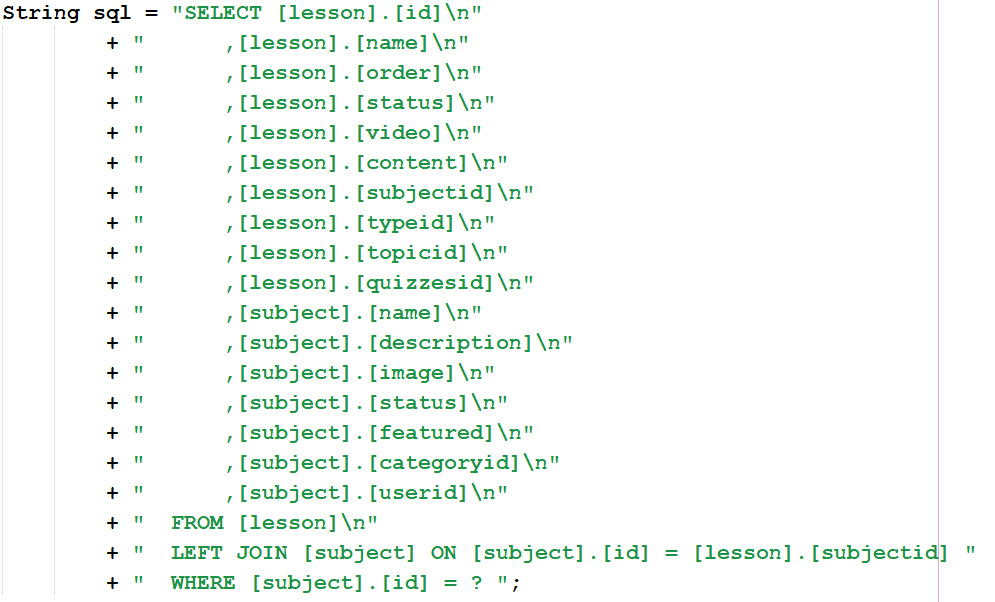 String sql = "SELECT [lesson].[id]\n"
+ "      ,[lesson].[name]\n"
+ "      ,[lesson].[order]\n"
+ "      ,[lesson].[status]\n"
+ "      ,[lesson].[video]\n"
+ "      ,[lesson].[content]\n"
+ "      ,[lesson].[subjectid]\n"
+ "      ,[lesson].[typeid]\n"
+ "      ,[lesson].[topicid]\n"
+ "      ,[lesson].[quizzesid]\n"
+ "      ,[subject].[name]\n"
+ "      ,[subject].[description]\n"
+ "      ,[subject].[image]\n"
+ "      ,[subject].[status]\n"
+ "      ,[subject].[featured]\n"
+ "      ,[subject].[categoryid]\n"
+ "      ,[subject].[userid]\n"
+ "  FROM [lesson]\n"
+ "  LEFT JOIN [subject] ON [subject].[id] = [lesson].[subjectid] "
+ "  WHERE [subject].[id] = ? ";